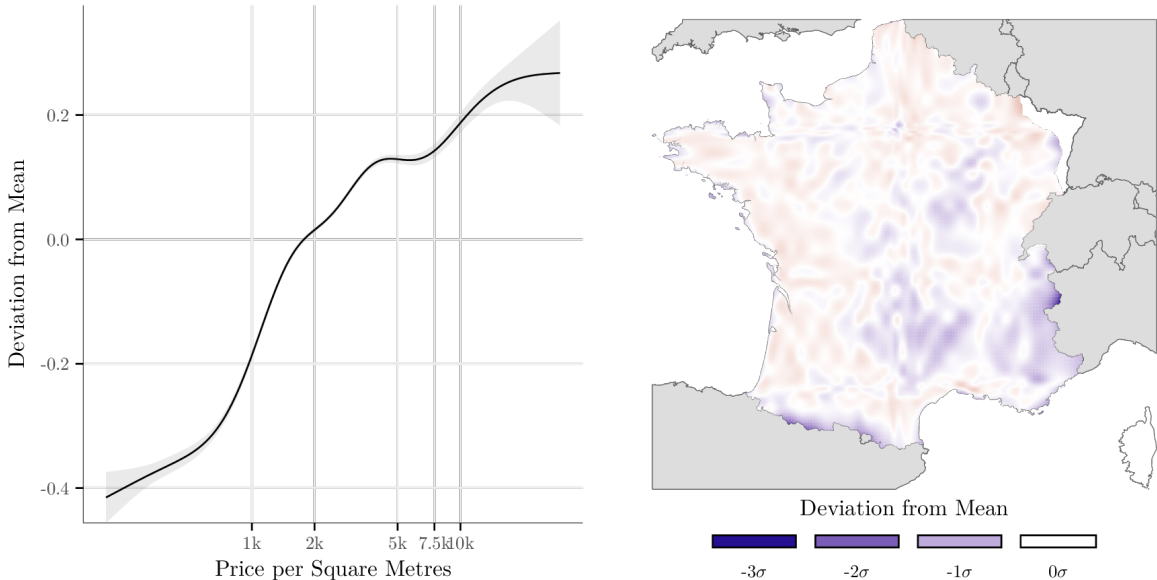 Deviation from Mean
0.2
0.0
-0.2
-0.4
1k 2k 5k 7.5k 10k
Price per Square Metres
Deviation from Mean
-3σ -2σ -1σ 0σ